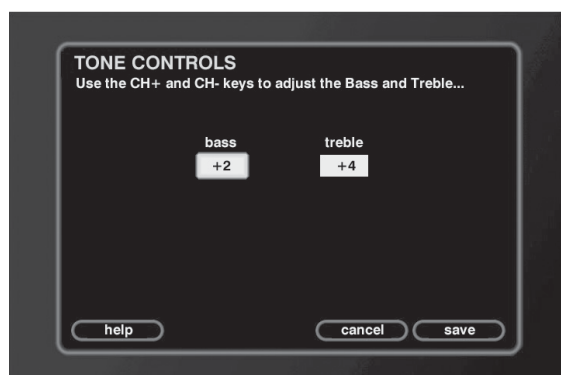 TONE CONTROLS
Use the CH+ and CH- keys to adjust the Bass and Treble...
bass treble
+2 +4
help cancel save